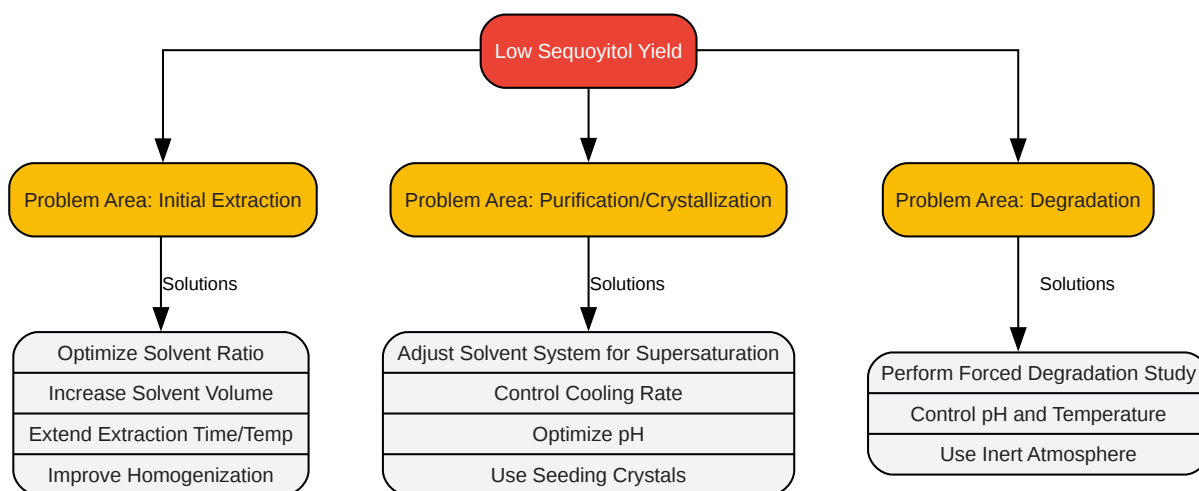 Low Sequoyitol Yield
Problem Area: Initial Extraction
Problem Area: Purification/Crystallization
Problem Area: Degradation
Solutions
Solutions
Solutions
Optimize Solvent Ratio
Increase Solvent Volume
Extend Extraction Time/Temp
Improve Homogenization
Adjust Solvent System for Supersaturation
Control Cooling Rate
Optimize pH
Use Seeding Crystals
Perform Forced Degradation Study
Control pH and Temperature
Use Inert Atmosphere